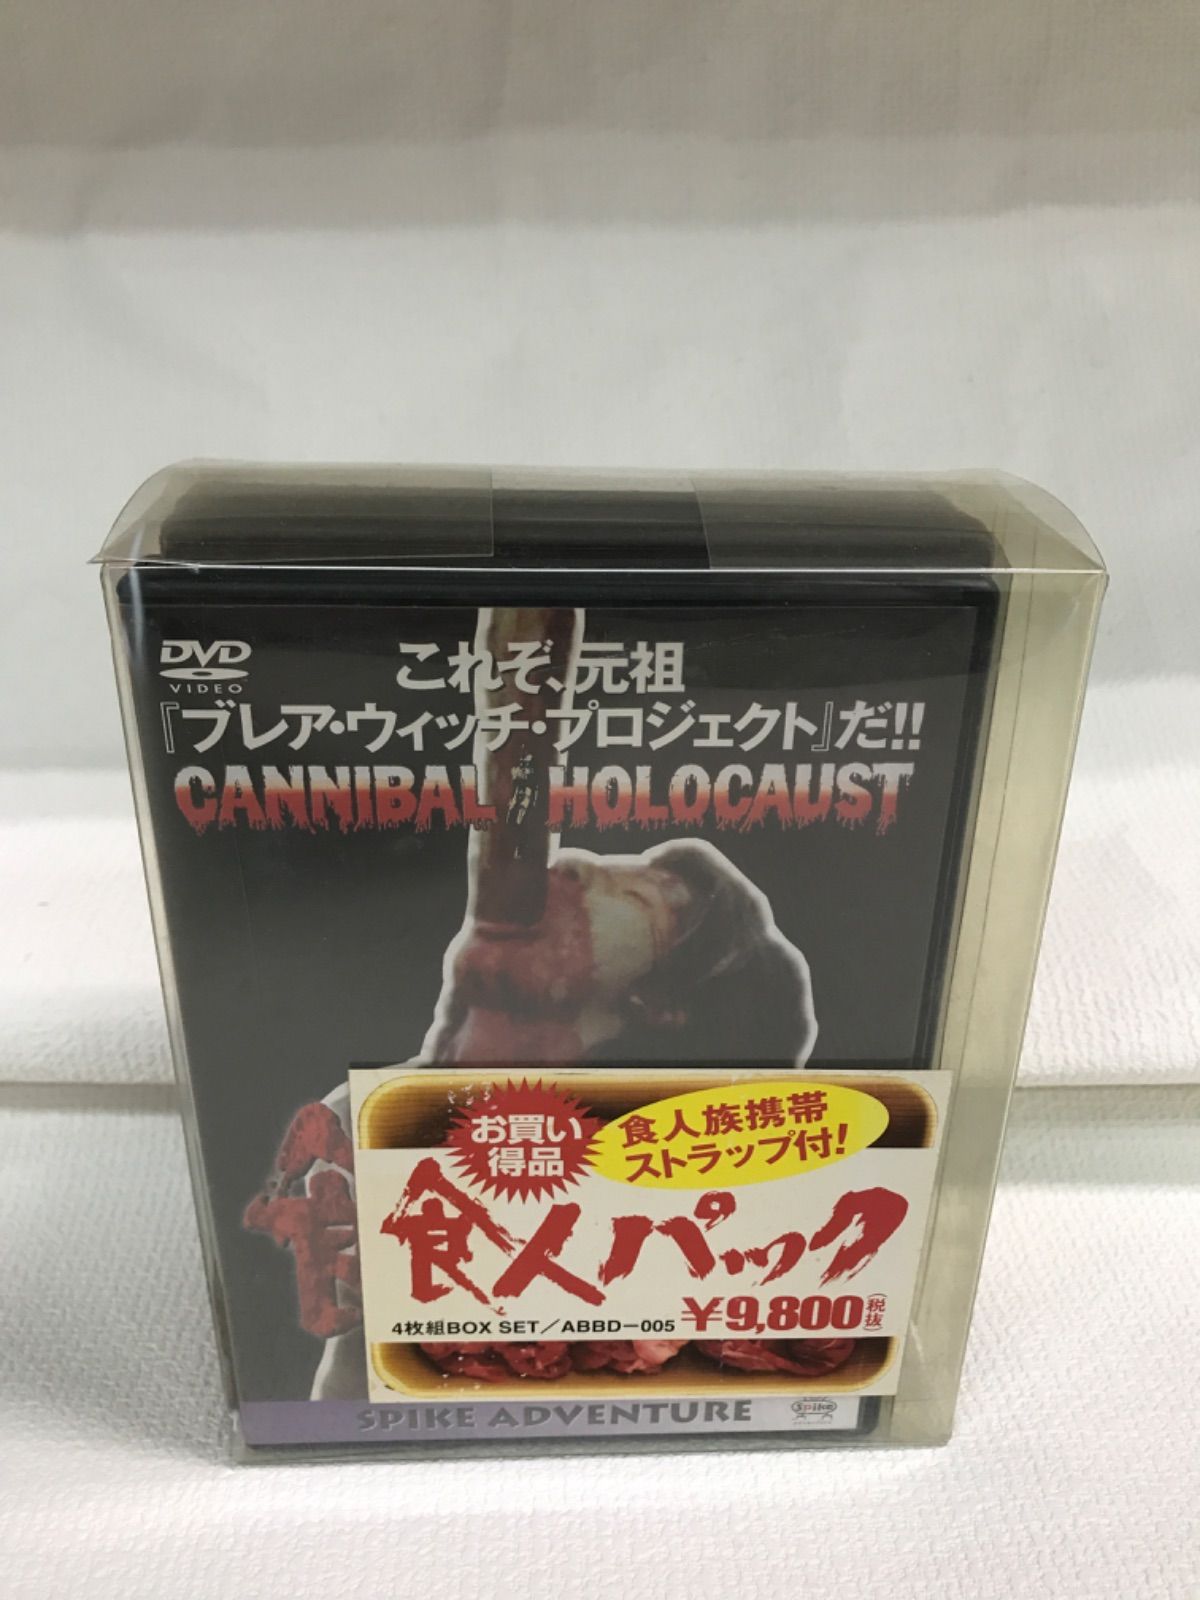 DVD
VIDEO
これぞ、元祖
『ブレア・ウィッチ・プロジェクト』だ!!
CANNIBAL HOLOCAUST
お買い
得品
食人族携帯
ストラップ付!
食人パック
4枚組BOX SET／ABBD-005 ¥9,800(税抜)
食
SPIKE ADVENTURE
Spike